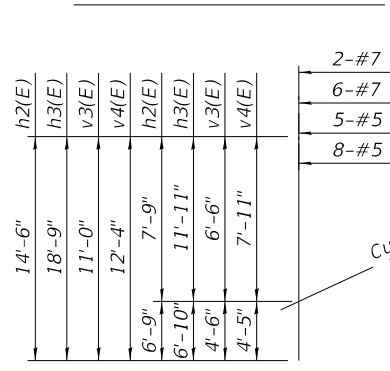 2-#7
6-#7
5-#5
8-#5
h2(E)
h3(E)
v3(E)
v4(E)
h2(E)
h3(E)
v3(E)
v4(E)
14'-6"
18'-9"
11'-0"
12'-4"
7'-9"
11'-11"
6'-6"
7'-11"
6'-9"
6'-10"
4'-6"
4'-5"
Cy